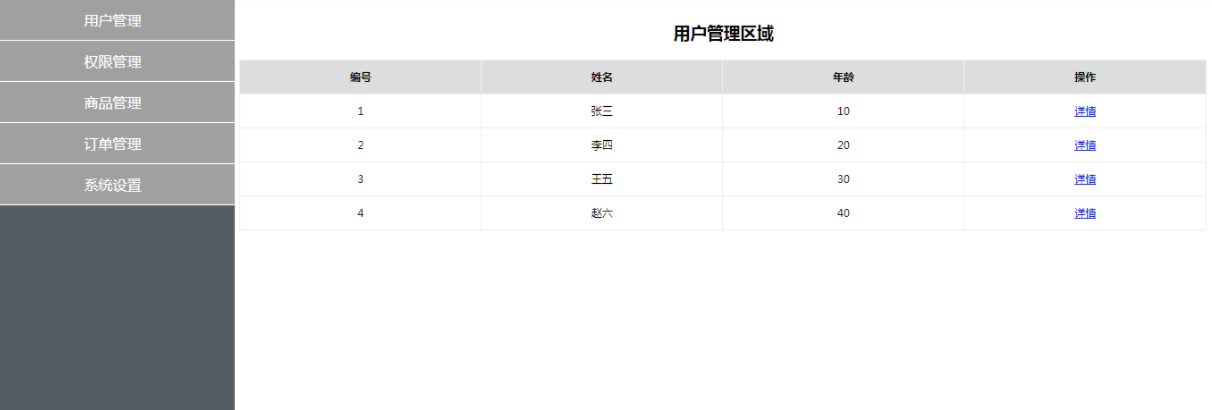 用户管理
权限管理
商品管理
订单管理
系统设置
用户管理区域
编号 姓名 年龄 操作
1 张三 10 详情
2 李四 20 详情
3 王五 30 详情
4 赵六 40 详情